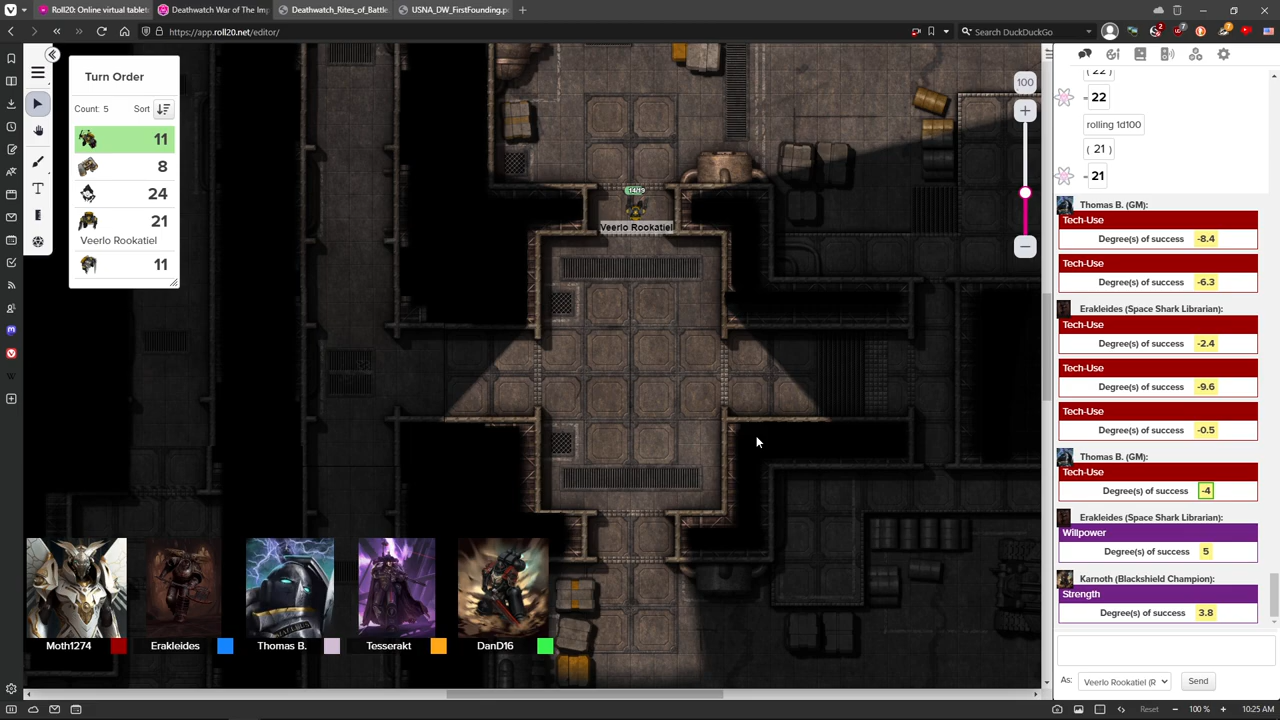 Roll20: Online virtual tablet
Deathwatch War of The Imp
Deathwatch_Rites_of_Battle
USNA_DW_FirstFounding.p
https://app.roll20.net/editor/
Search DuckDuckGo
2
7
7
Turn Order
Count: 5
Sort
11
8
24
21
Veerlo Rookatiel
11
14/15
Veerlo Rookatiel
100
Moth1274
Erakleides
Thomas B.
Tesserakt
DanD16
( 22 )
= 22
rolling 1d100
( 21 )
= 21
Thomas B. (GM):
Tech-Use
Degree(s) of success -8.4
Tech-Use
Degree(s) of success -6.3
Erakleides (Space Shark Librarian):
Tech-Use
Degree(s) of success -2.4
Tech-Use
Degree(s) of success -9.6
Tech-Use
Degree(s) of success -0.5
Thomas B. (GM):
Tech-Use
Degree(s) of success -4
Erakleides (Space Shark Librarian):
Willpower
Degree(s) of success 5
Karnoth (Blackshield Champion):
Strength
Degree(s) of success 3.8
As:
Veerlo Rookatiel (R
Send
Reset
100 %
10:25 AM